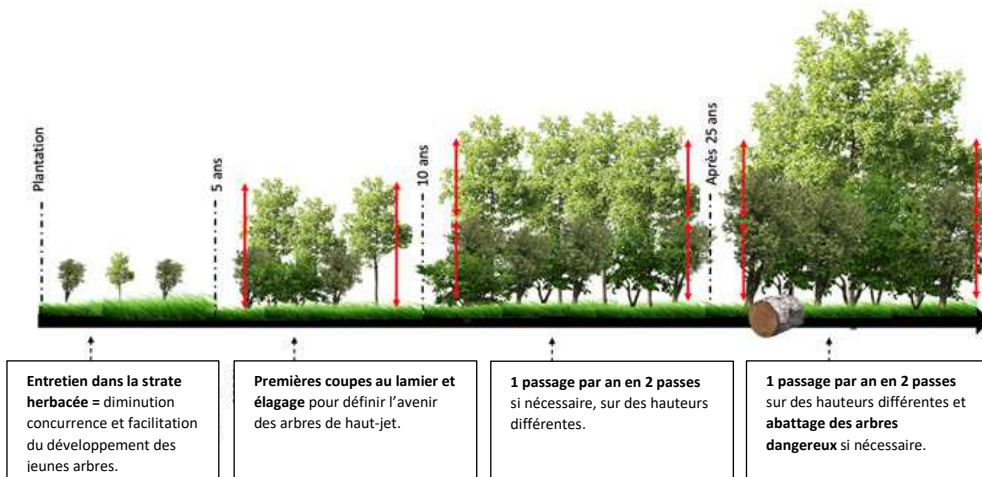 Plantation
5 ans
10 ans
Après 25 ans
Entretien dans la strate
herbacée = diminution
concurrence et facilitation
du développement des
jeunes arbres.
Premières coupes au lamier et
élagage pour définir l’avenir
des arbres de haut-jet.
1 passage par an en 2 passes
si nécessaire, sur des hauteurs
différentes.
1 passage par an en 2 passes
sur des hauteurs différentes et
abattage des arbres
dangereux si nécessaire.